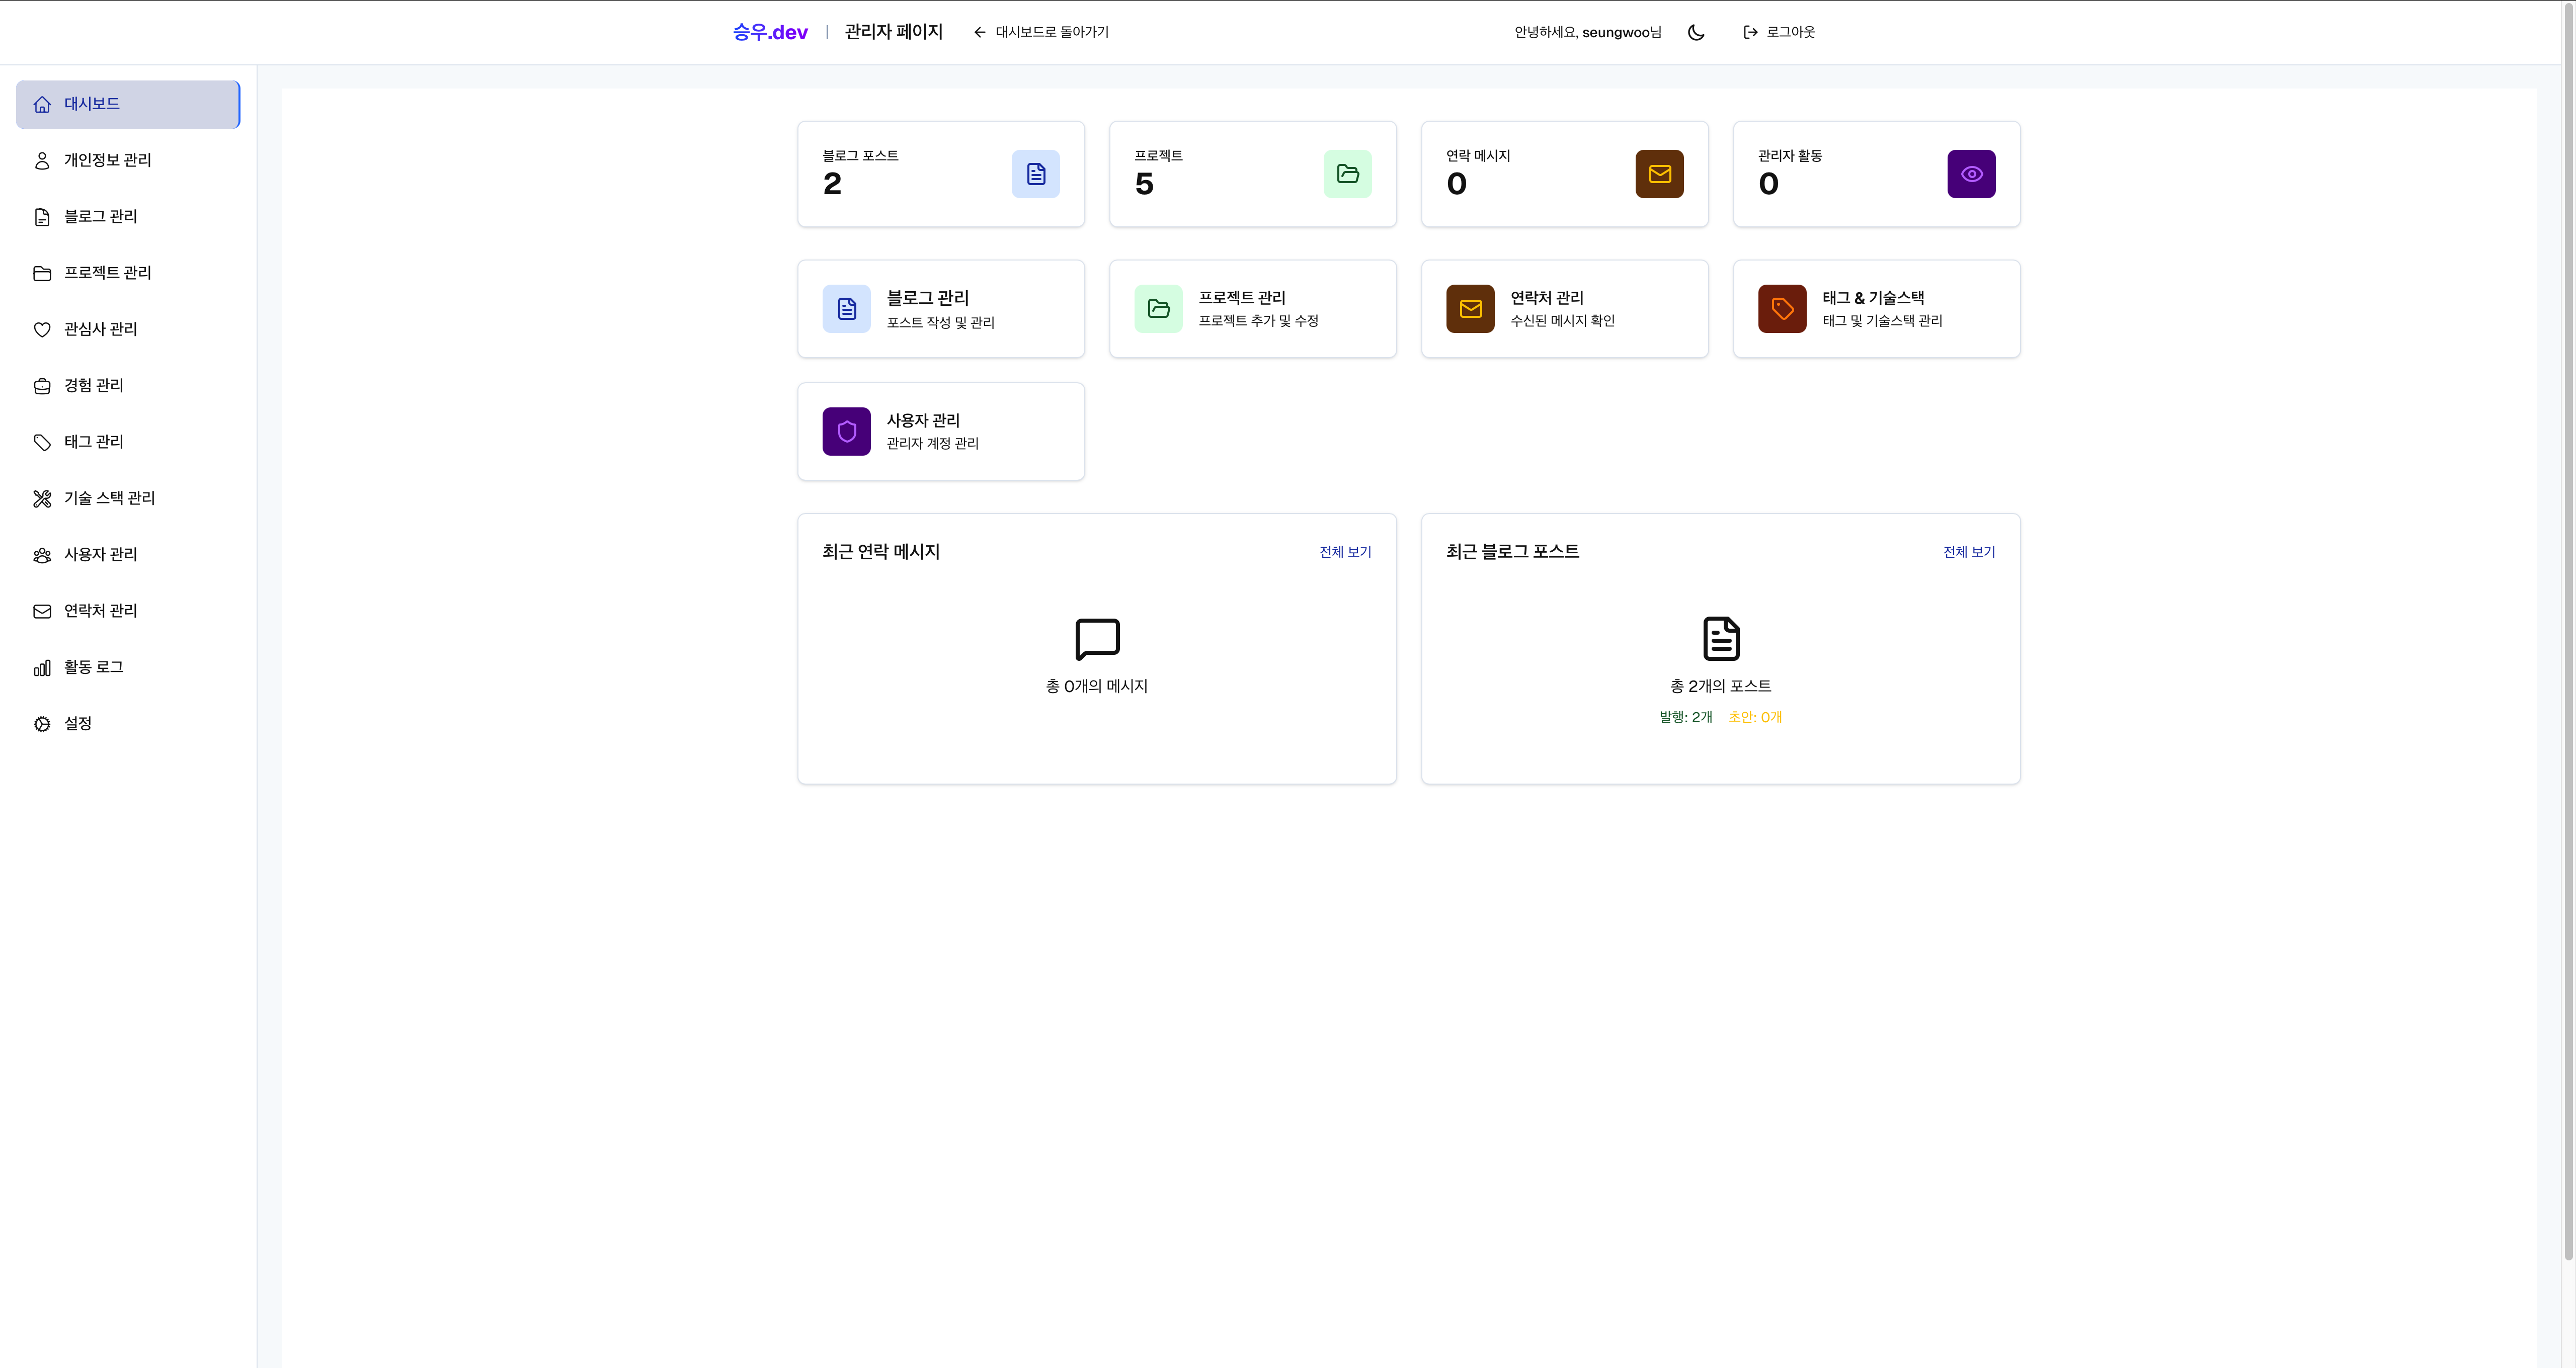 승우.dev | 관리자 페이지 대시보드로 돌아가기 안녕하세요, seungwoo님 로그아웃
대시보드
개인정보 관리
블로그 관리
프로젝트 관리
관심사 관리
경험 관리
태그 관리
기술 스택 관리
사용자 관리
연락처 관리
활동 로그
설정
블로그 포스트
2
프로젝트
5
연락 메시지
0
관리자 활동
0
블로그 관리
포스트 작성 및 관리
프로젝트 관리
프로젝트 추가 및 수정
연락처 관리
수신된 메시지 확인
태그 & 기술스택
태그 및 기술스택 관리
사용자 관리
관리자 계정 관리
최근 연락 메시지 전체 보기
총 0개의 메시지
최근 블로그 포스트 전체 보기
총 2개의 포스트
발행: 2개 초안: 0개